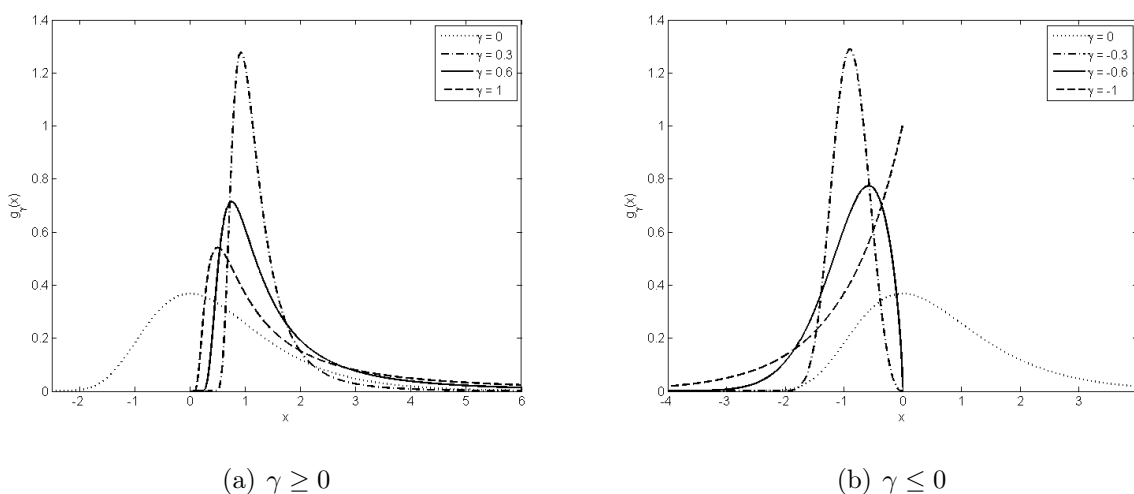 1.4
1.2
1
0.8
0.6
0.4
0.2
0
-2 -1 0 1 2 3 4 5 6
x
g_γ(x)
γ = 0
γ = 0.3
γ = 0.6
γ = 1
(a) γ ≥ 0
1.4
1.2
1
0.8
0.6
0.4
0.2
0
-4 -3 -2 -1 0 1 2 3
x
g_γ(x)
γ = 0
γ = -0.3
γ = -0.6
γ = -1
(b) γ ≤ 0